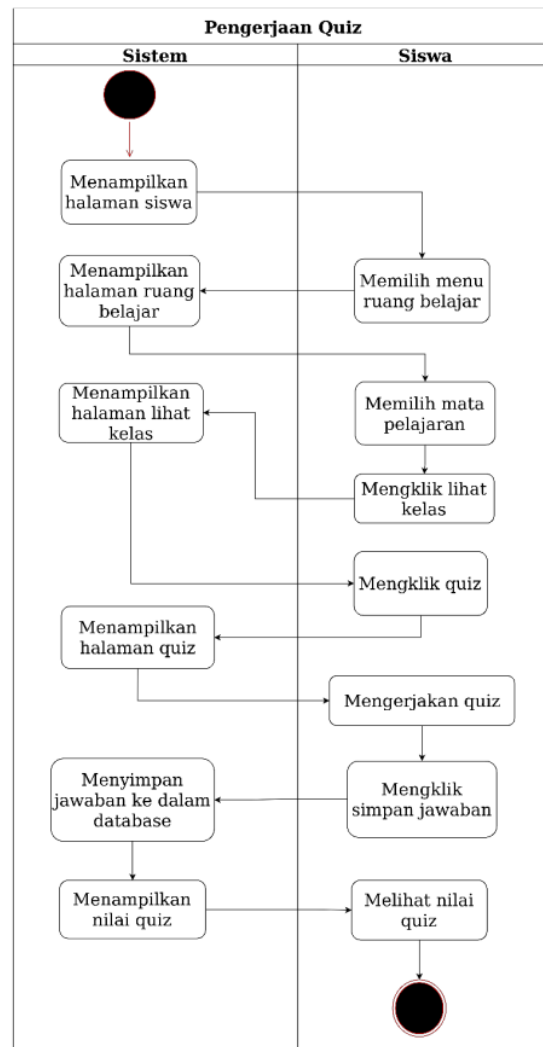 Pengerjaan Quiz
Sistem
Siswa
Menampilkan
halaman siswa
Memilih menu
ruang belajar
Menampilkan
halaman ruang
belajar
Memilih mata
pelajaran
Mengklik lihat
kelas
Menampilkan
halaman lihat
kelas
Mengklik quiz
Menampilkan
halaman quiz
Mengerjakan quiz
Mengklik
simpan jawaban
Menyimpan
jawaban ke dalam
database
Menampilkan
nilai quiz
Melihat nilai
quiz